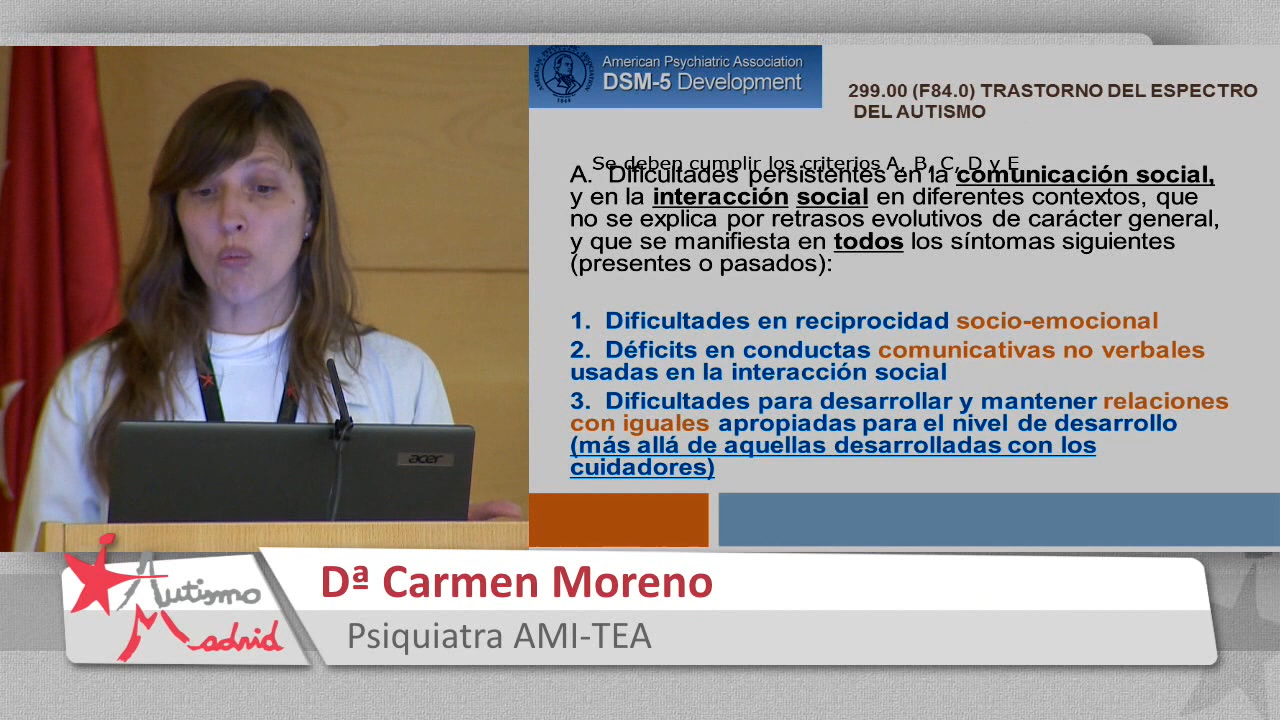 American Psychiatric Association
DSM-5 Development
299.00 (F84.0) TRASTORNO DEL ESPECTRO
DEL AUTISMO
Se deben cumplir los criterios A, B, C, D y E
A. Dificultades persistentes en la comunicación social,
y en la interacción social en diferentes contextos, que
no se explica por retrasos evolutivos de carácter general,
y que se manifiesta en todos los síntomas siguientes
(presentes o pasados):
1. Dificultades en reciprocidad socio-emocional
2. Déficits en conductas comunicativas no verbales
usadas en la interacción social
3. Dificultades para desarrollar y mantener relaciones
con iguales apropiadas para el nivel de desarrollo
(más allá de aquellas desarrolladas con los
cuidadores)
acer
Autismo
Madrid
Dª Carmen Moreno
Psiquiatra AMI-TEA